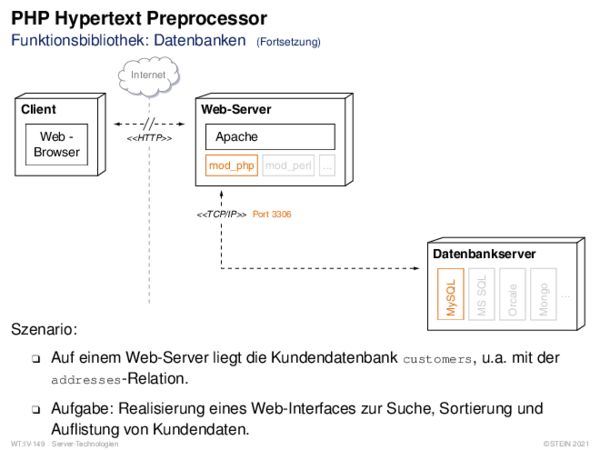 PHP Hypertext Preprocessor
Funktionsbibliothek: Datenbanken (Fortsetzung)
Internet
Client
Web -
Browser
<<HTTP>>
Web-Server
Apache
mod_php
mod_perl
...
<<TCP/IP>> Port 3306
Datenbankserver
MySQL
MS SQL
Orcale
Mongo
...
Szenario:
❑ Auf einem Web-Server liegt die Kundendatenbank customers, u.a. mit der
addresses-Relation.
❑ Aufgabe: Realisierung eines Web-Interfaces zur Suche, Sortierung und
Auflistung von Kundendaten.
WT:IV-149 Server-Technologien
©STEIN 2021